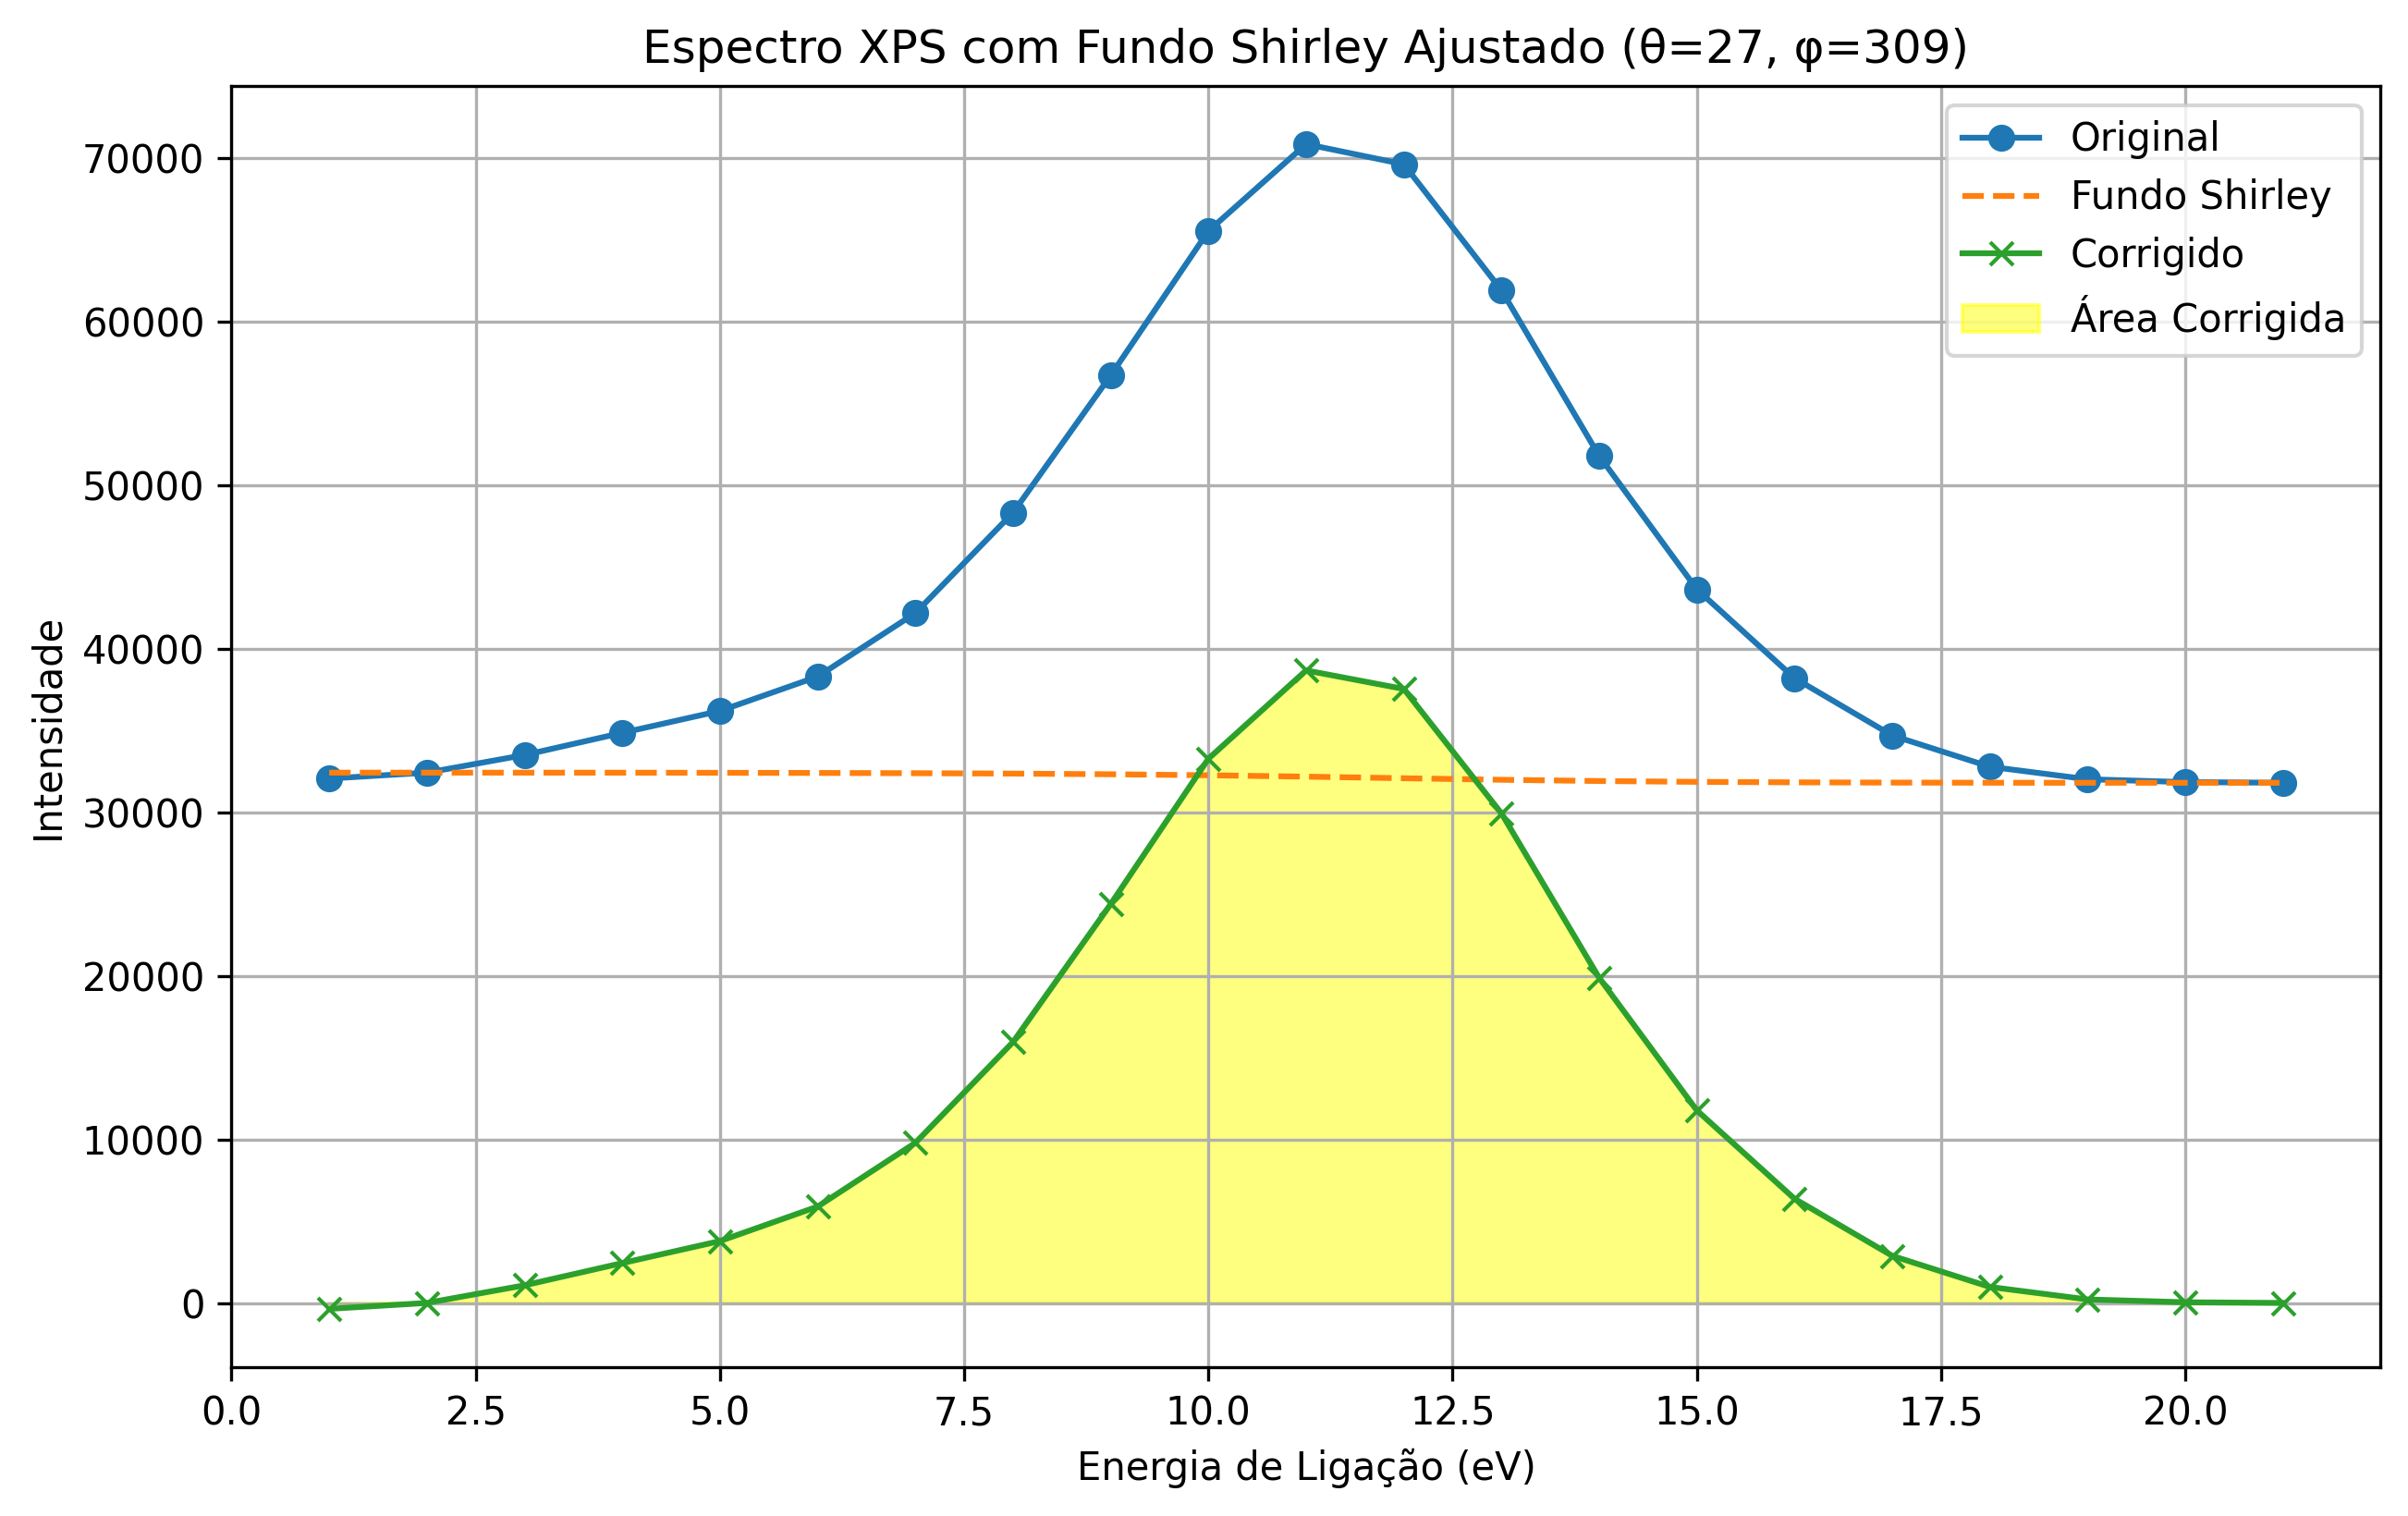 Espectro XPS com Fundo Shirley Ajustado (θ=27, φ=309)
Original
Fundo Shirley
Corrigido
Área Corrigida
Intensidade
70000
60000
50000
40000
30000
20000
10000
0
0.0 2.5 5.0 7.5 10.0 12.5 15.0 17.5 20.0
Energia de Ligação (eV)